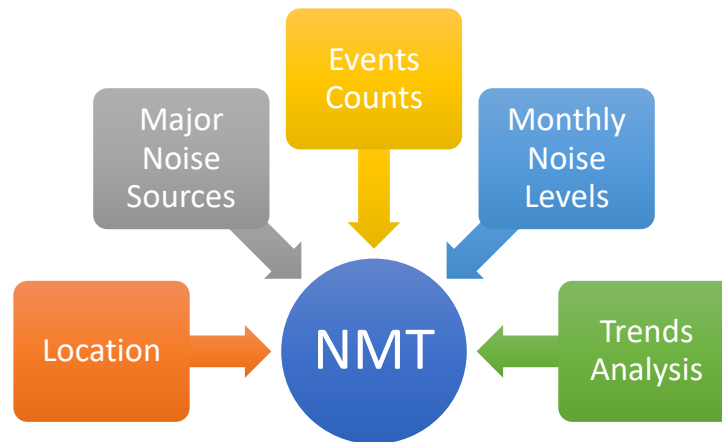 Events
Counts
Major
Noise
Sources
Monthly
Noise
Levels
Location
NMT
Trends
Analysis